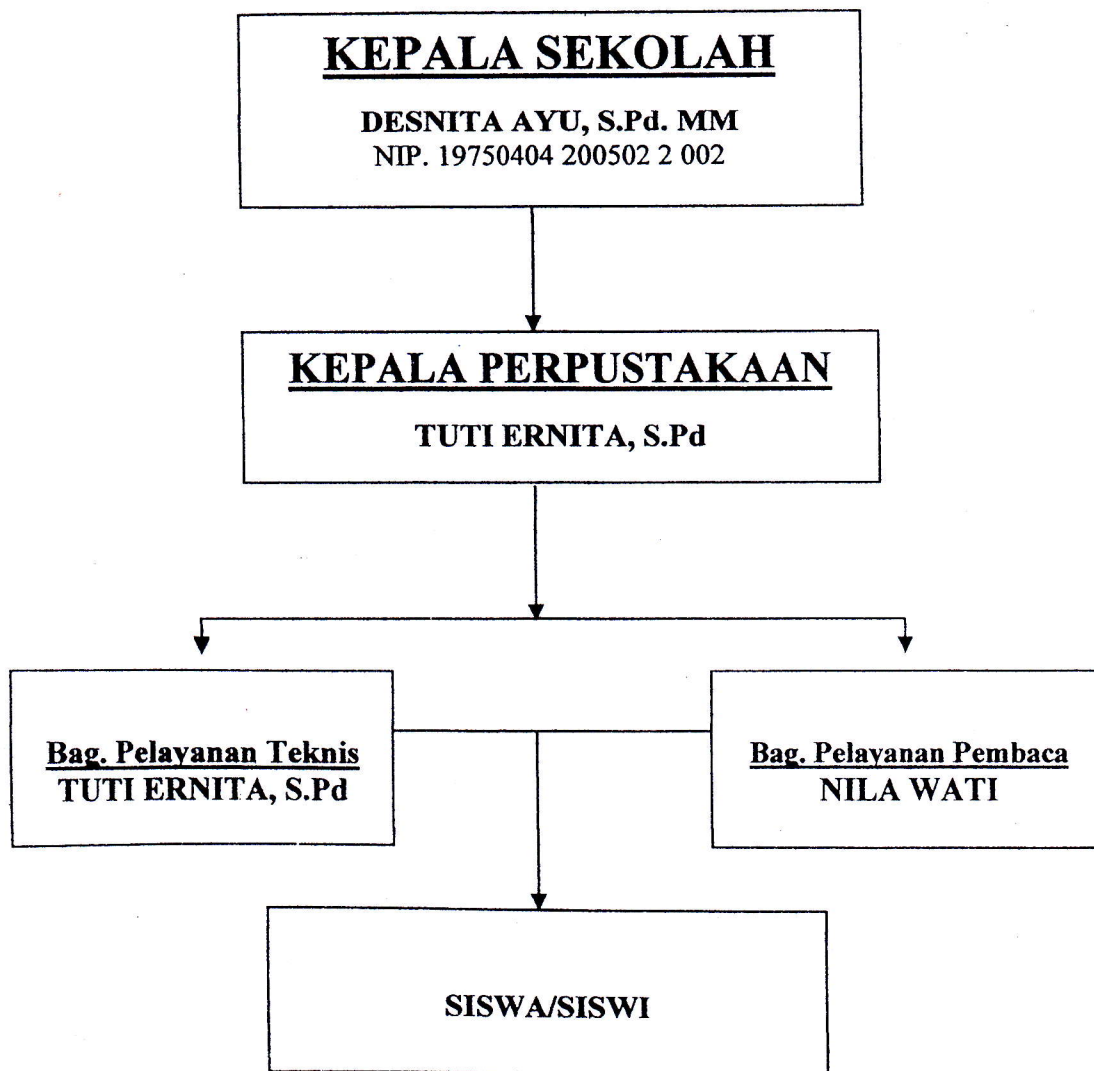 KEPALA SEKOLAH
DESNITA AYU, S.Pd. MM
NIP. 19750404 200502 2 002
KEPALA PERPUSTAKAAN
TUTI ERNITA, S.Pd
Bag. Pelayanan Teknis
TUTI ERNITA, S.Pd
Bag. Pelayanan Pembaca
NILA WATI
SISWA/SISWI